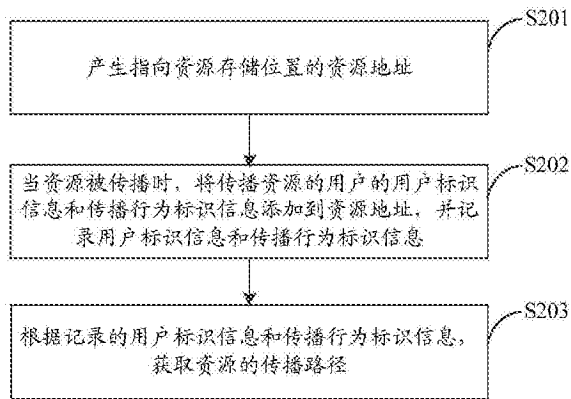 S201
产生指向资源存储位置的资源地址
S202
当资源被传播时，将传播资源的用户的用户标识
信息和传播行为标识信息添加到资源地址，并记
录用户标识信息和传播行为标识信息
S203
根据记录的用户标识信息和传播行为标识信息，
获取资源的传播路径